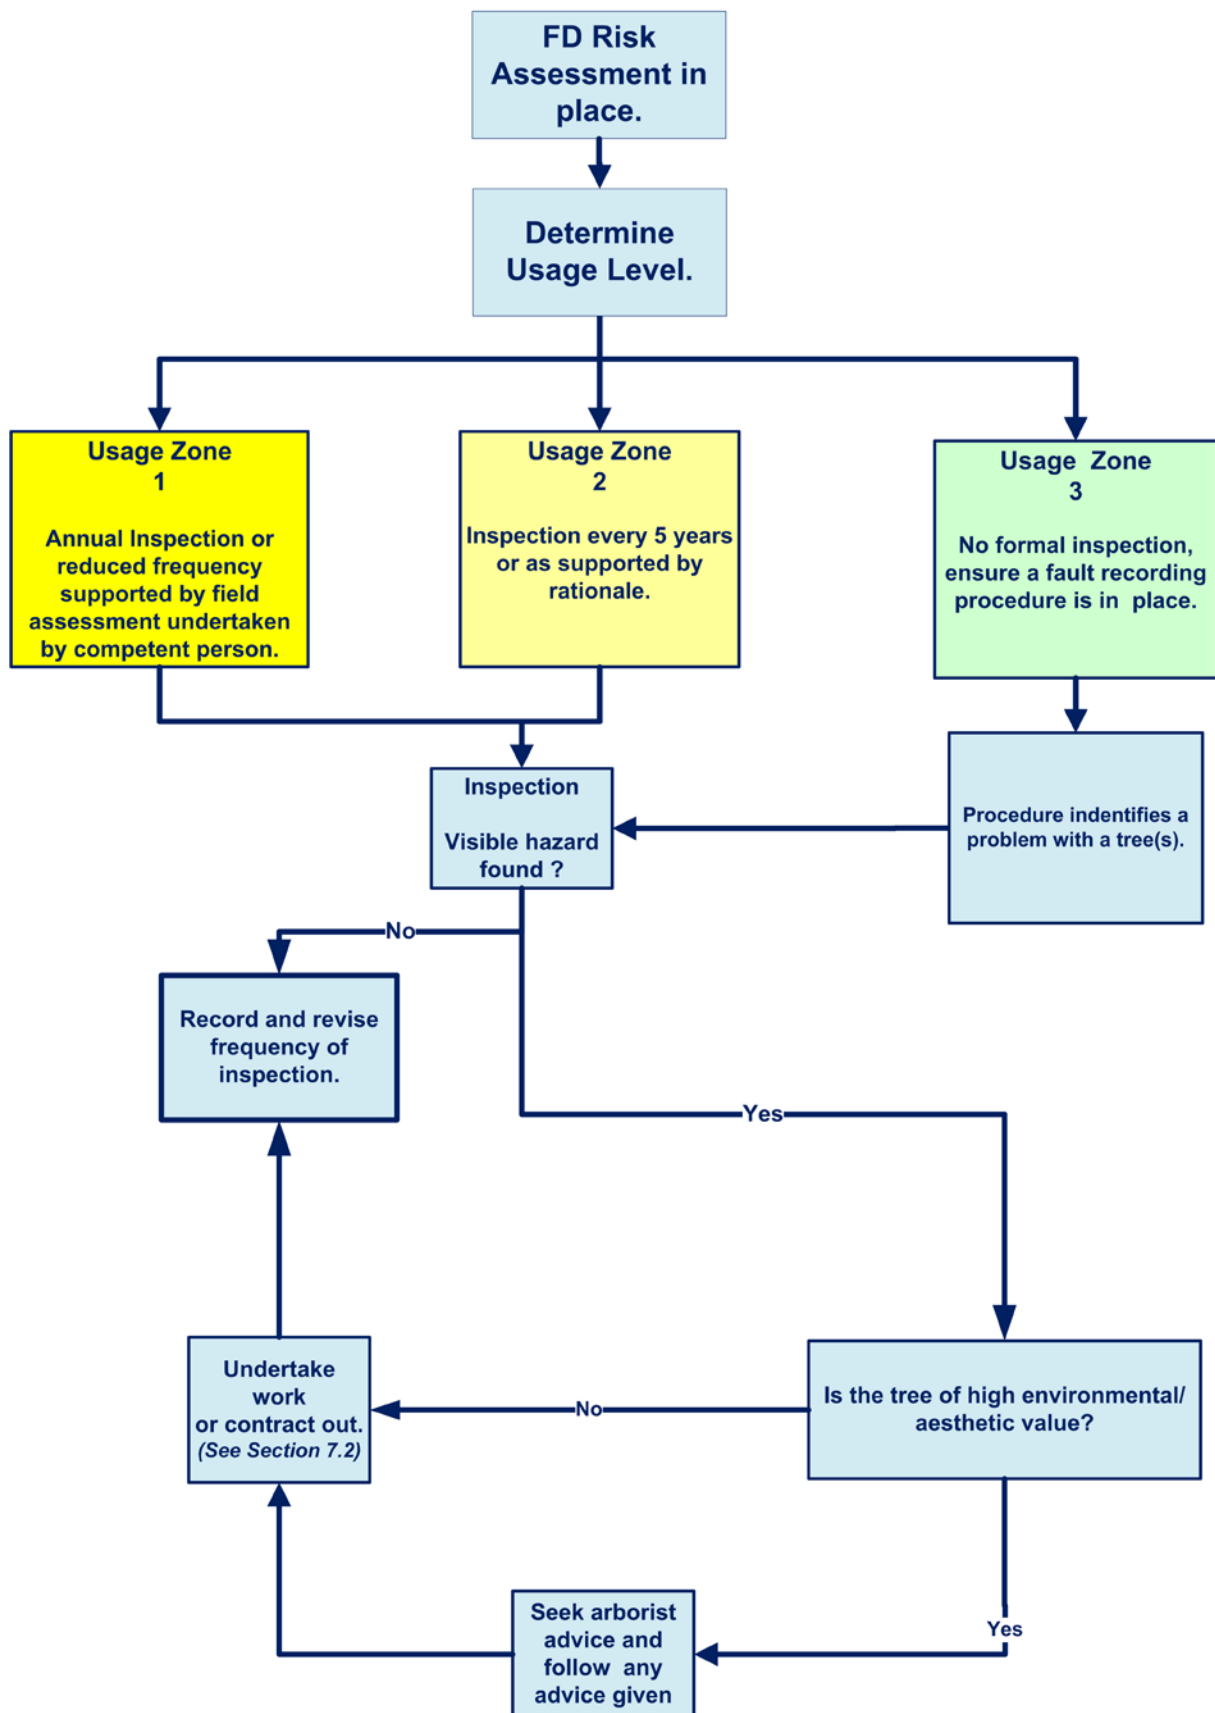 FD Risk
Assessment in
place.
Determine
Usage Level.
Usage Zone
1
Annual Inspection or
reduced frequency
supported by field
assessment undertaken
by competent person.
Usage Zone
2
Inspection every 5 years
or as supported by
rationale.
Usage Zone
3
No formal inspection,
ensure a fault recording
procedure is in place.
Procedure indentifies a
problem with a tree(s).
Inspection
Visible hazard
found ?
No
Record and revise
frequency of
inspection.
Yes
Is the tree of high environmental/
aesthetic value?
No
Undertake
work
or contract out.
(See Section 7.2)
Yes
Seek arborist
advice and
follow any
advice given